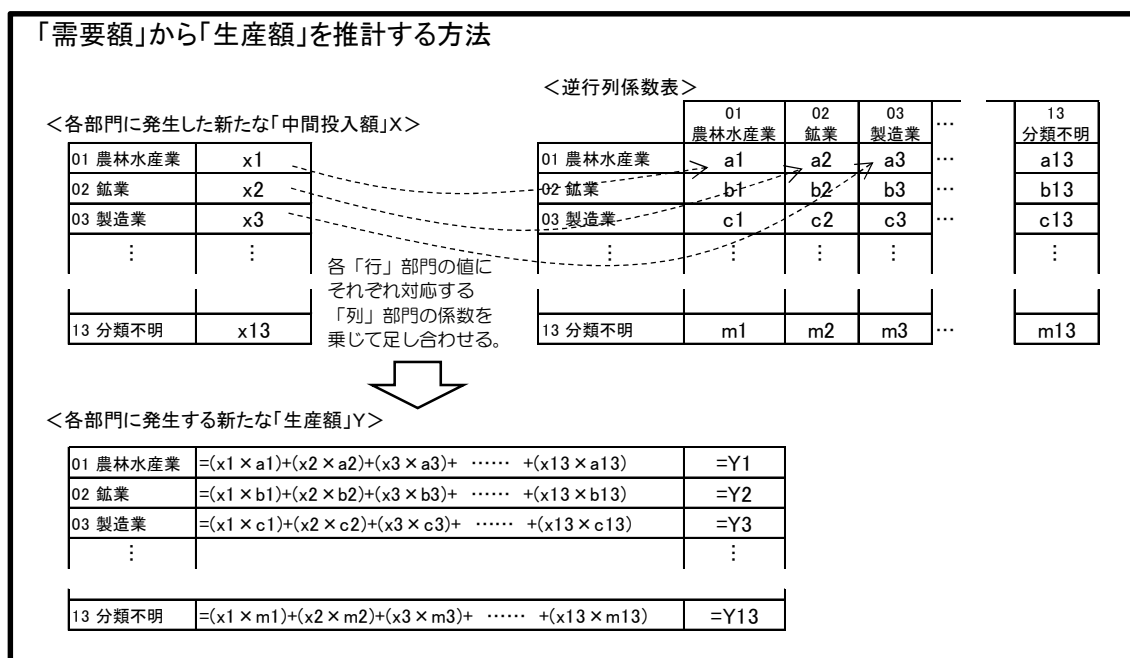 「需要額」から「生産額」を推計する方法
＜逆行列係数表＞
＜各部門に発生した新たな「中間投入額」X＞
01 農林水産業 x1
02 鉱業 x2
03 製造業 x3
⋮ ⋮
13 分類不明 x13
01 02 03 … 13
農林水産業 鉱業 製造業 分類不明
01 農林水産業 a1 a2 a3 … a13
02 鉱業 b1 b2 b3 … b13
03 製造業 c1 c2 c3 … c13
⋮ ⋮ ⋮ ⋮ ⋮
13 分類不明 m1 m2 m3 … m13
各「行」部門の値に
それぞれ対応する
「列」部門の係数を
乗じて足し合わせる。
＜各部門に発生する新たな「生産額」Y＞
01 農林水産業 =(x1×a1)+(x2×a2)+(x3×a3)+ …… +(x13×a13) =Y1
02 鉱業 =(x1×b1)+(x2×b2)+(x3×b3)+ …… +(x13×b13) =Y2
03 製造業 =(x1×c1)+(x2×c2)+(x3×c3)+ …… +(x13×c13) =Y3
⋮ ⋮
13 分類不明 =(x1×m1)+(x2×m2)+(x3×m3)+ …… +(x13×m13) =Y13